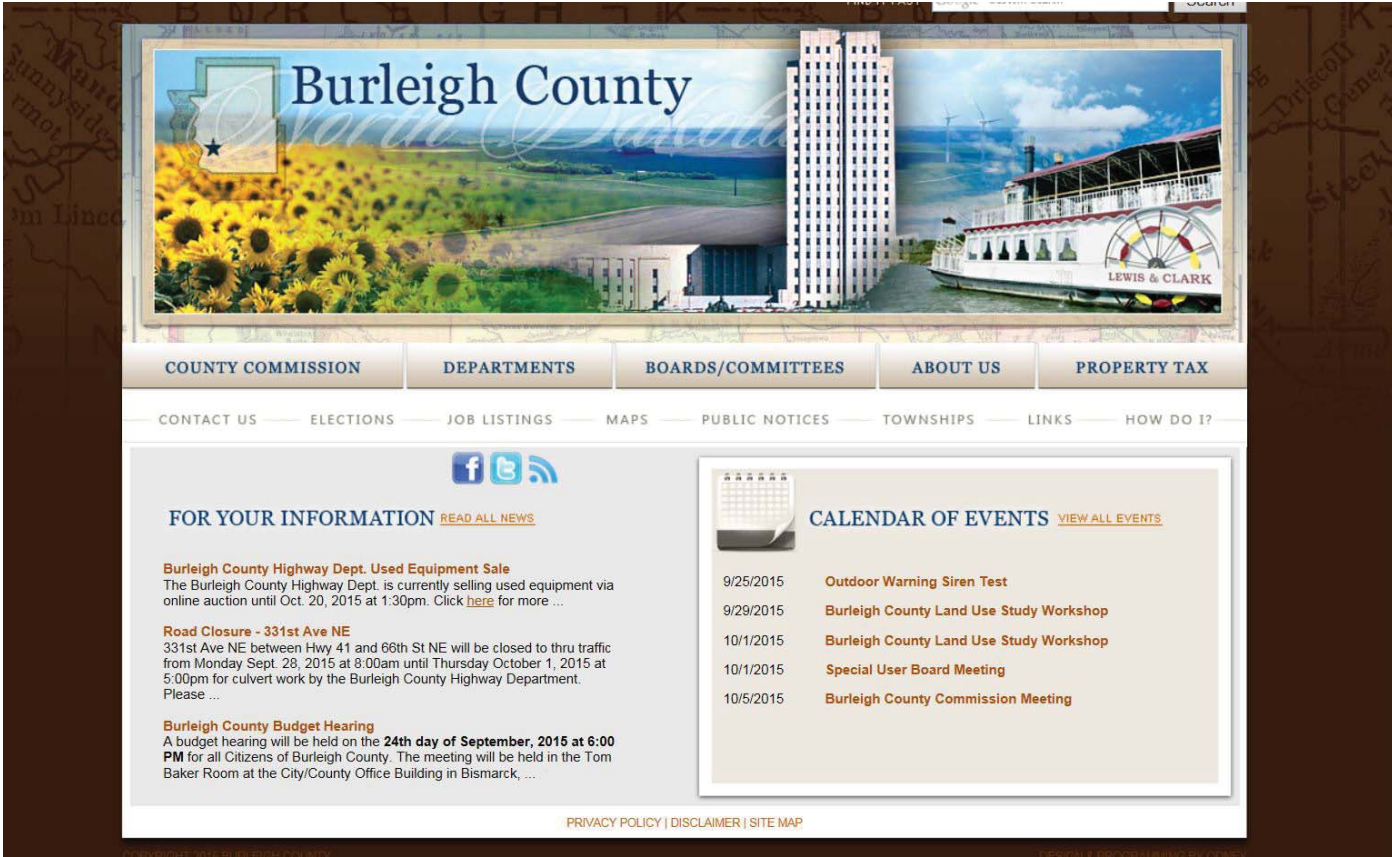 Search
Burleigh County
North Dakota
LEWIS & CLARK
COUNTY COMMISSION
DEPARTMENTS
BOARDS/COMMITTEES
ABOUT US
PROPERTY TAX
CONTACT US
ELECTIONS
JOB LISTINGS
MAPS
PUBLIC NOTICES
TOWNSHIPS
LINKS
HOW DO I?
FOR YOUR INFORMATION READ ALL NEWS
Burleigh County Highway Dept. Used Equipment Sale
The Burleigh County Highway Dept. is currently selling used equipment via
online auction until Oct. 20, 2015 at 1:30pm. Click here for more ...
Road Closure - 331st Ave NE
331st Ave NE between Hwy 41 and 66th St NE will be closed to thru traffic
from Monday Sept. 28, 2015 at 8:00am until Thursday October 1, 2015 at
5:00pm for culvert work by the Burleigh County Highway Department.
Please ...
Burleigh County Budget Hearing
A budget hearing will be held on the 24th day of September, 2015 at 6:00
PM for all Citizens of Burleigh County. The meeting will be held in the Tom
Baker Room at the City/County Office Building in Bismarck, ...
CALENDAR OF EVENTS VIEW ALL EVENTS
9/25/2015 Outdoor Warning Siren Test
9/29/2015 Burleigh County Land Use Study Workshop
10/1/2015 Burleigh County Land Use Study Workshop
10/1/2015 Special User Board Meeting
10/5/2015 Burleigh County Commission Meeting
PRIVACY POLICY | DISCLAIMER | SITE MAP